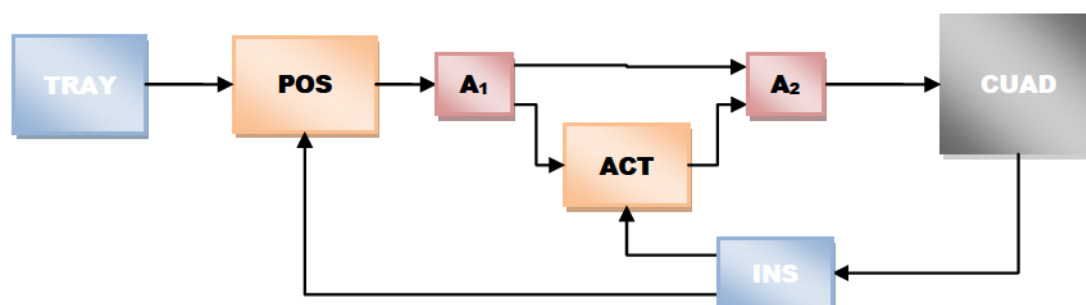 TRAY
POS
A₁
A₂
CUAD
ACT
INS